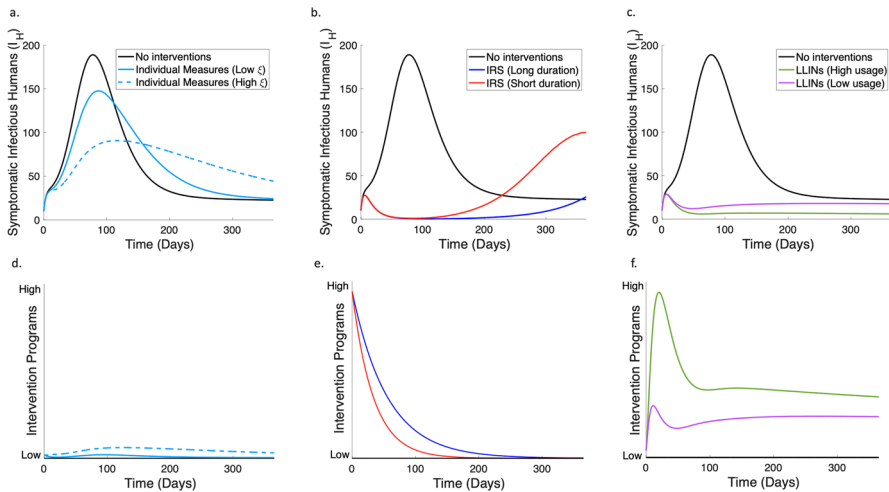 a.
Symptomatic Infectious Humans (I_H)
200
150
100
50
0
No interventions
Individual Measures (Low ξ)
Individual Measures (High ξ)
0 100 200 300
Time (Days)
b.
Symptomatic Infectious Humans (I_H)
200
150
100
50
0
No interventions
IRS (Long duration)
IRS (Short duration)
0 100 200 300
Time (Days)
c.
Symptomatic Infectious Humans (I_H)
200
150
100
50
0
No interventions
LLINs (High usage)
LLINs (Low usage)
0 100 200 300
Time (Days)
d.
High
Intervention Programs
Low
0 100 200 300
Time (Days)
e.
High
Intervention Programs
Low
0 100 200 300
Time (Days)
f.
High
Intervention Programs
Low
0 100 200 300
Time (Days)